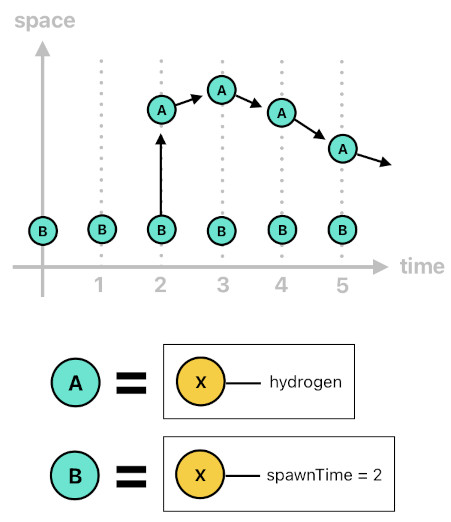 space
A
A
A
A
B
B
B
B
B
B
time
1
2
3
4
5
A = X hydrogen
B = X spawnTime = 2